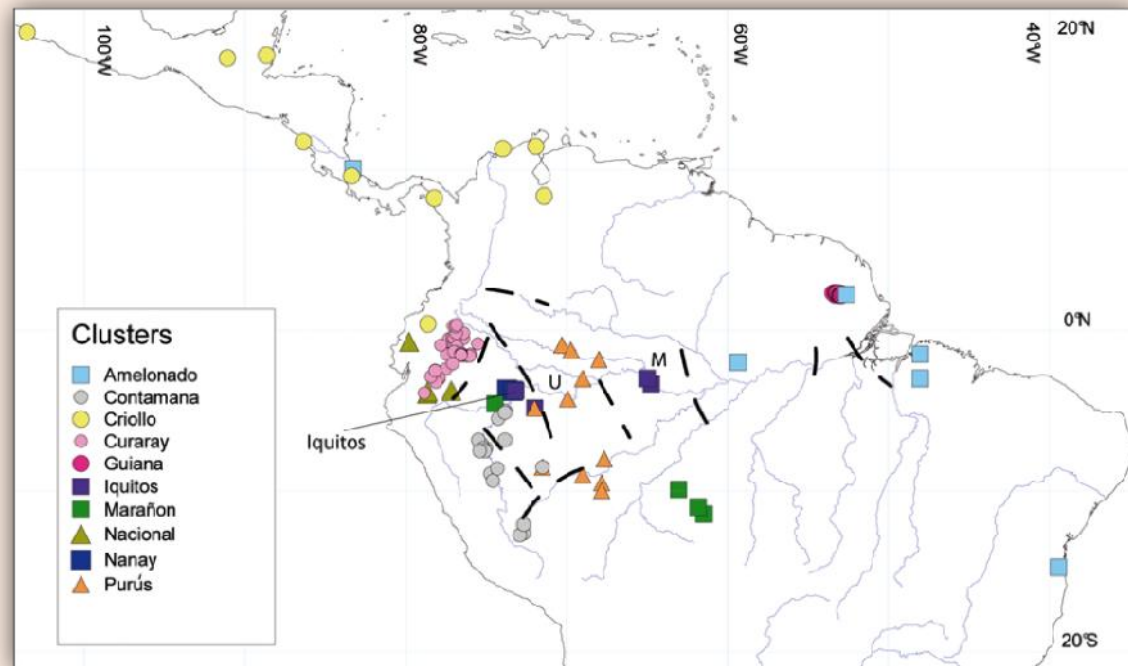 100°W
80°W
60°W
40°W
20°N
0°N
M
U
Iquitos
Clusters
Amelonado
Contamana
Criollo
Curaray
Guiana
Iquitos
Marañon
Nacional
Nanay
Purús
20°S